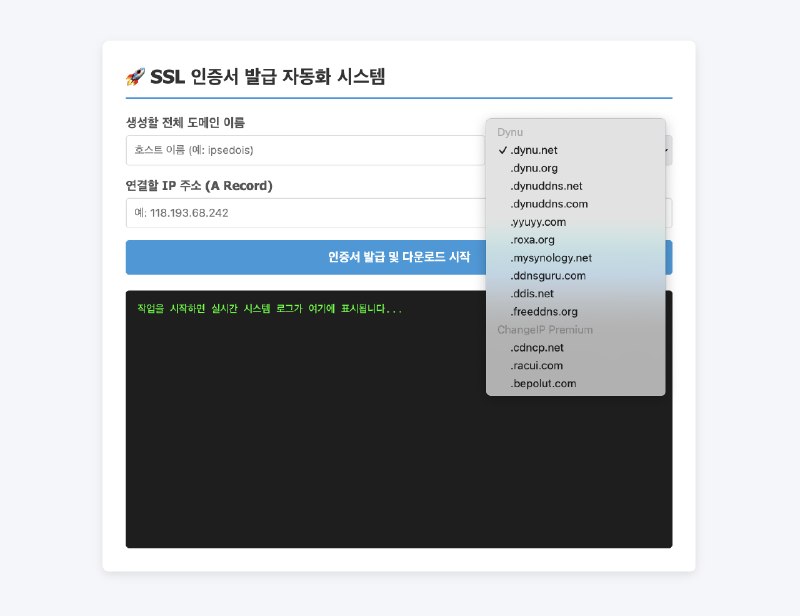 🚀 SSL 인증서 발급 자동화 시스템
생성할 전체 도메인 이름
호스트 이름 (예: ipsedois)
연결할 IP 주소 (A Record)
예: 118.193.68.242
인증서 발급 및 다운로드 시작
작업을 시작하면 실시간 시스템 로그가 여기에 표시됩니다...
Dynu
✓ .dynu.net
.dynu.org
.dynuddns.net
.dynuddns.com
.yyuyy.com
.roxa.org
.mysynology.net
.ddnsguru.com
.ddis.net
.freeddns.org
ChangeIP Premium
.cdncp.net
.racui.com
.bepolut.com